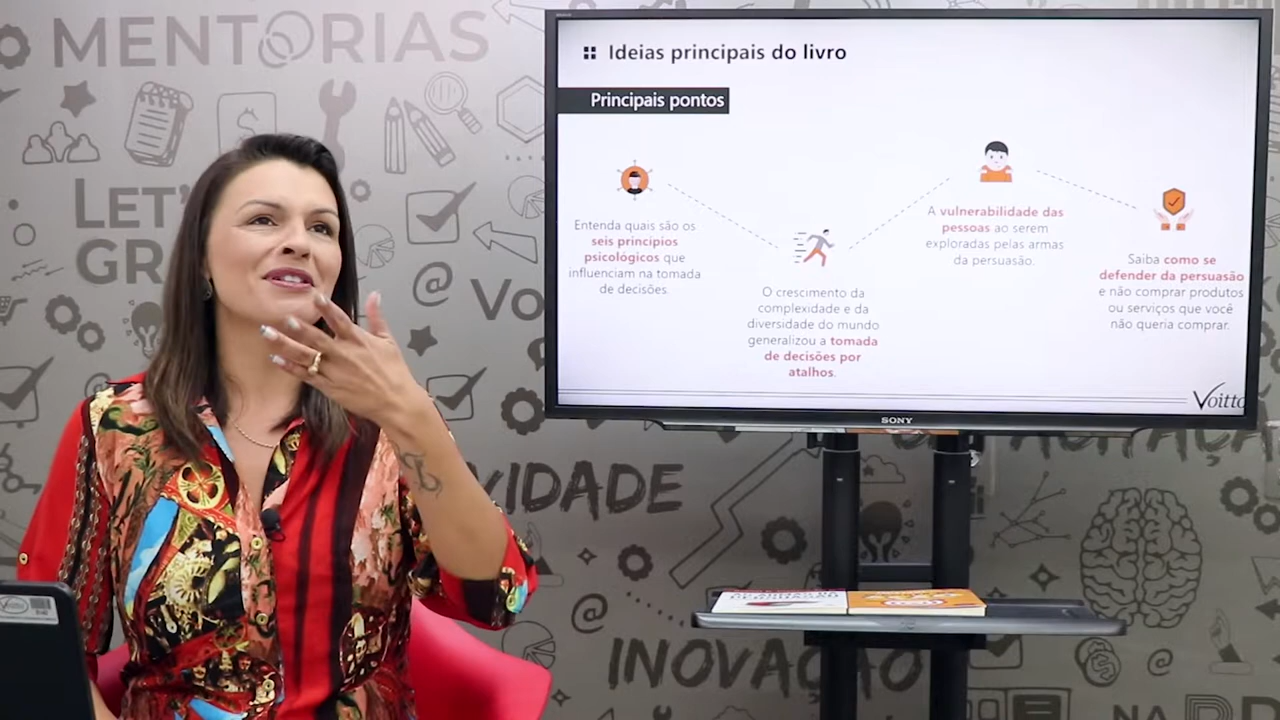 MENTORIAS
LET'S
GR
VO
VIDADE
INOVAÇÃO
Ideias principais do livro
Principais pontos
Entenda quais são os
seis princípios
psicológicos que
influenciam na tomada
de decisões.
O crescimento da
complexidade e da
diversidade do mundo
generalizou a tomada
de decisões por
atalhos.
A vulnerabilidade das
pessoas ao serem
exploradas pelas armas
da persuasão.
Saiba como se
defender da persuasão
e não comprar produtos
ou serviços que você
não queria comprar.
Voitto
SONY
Voitto